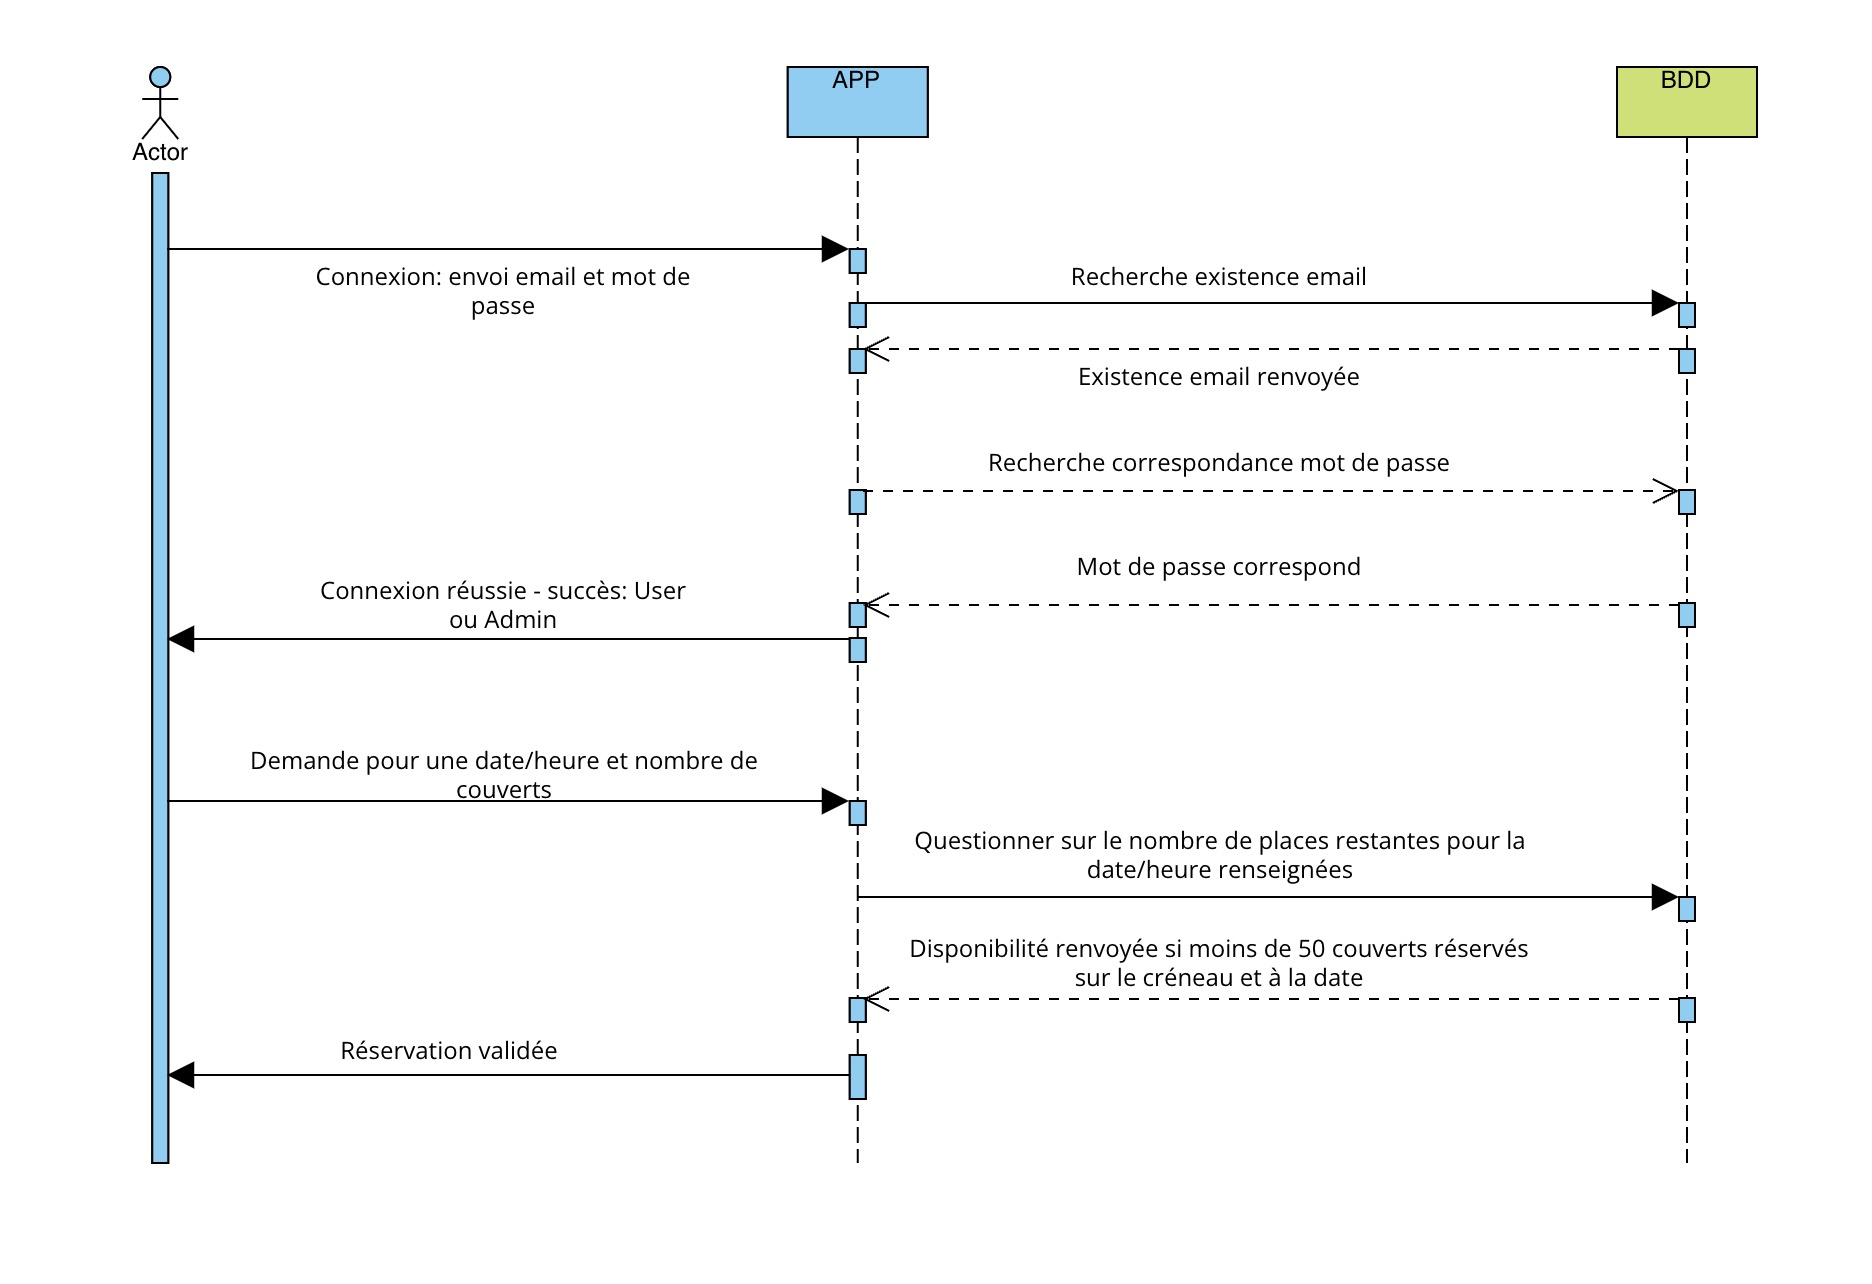 APP
BDD
Actor
Connexion: envoi email et mot de
passe
Recherche existence email
Existence email renvoyée
Recherche correspondance mot de passe
Mot de passe correspond
Connexion réussie - succès: User
ou Admin
Demande pour une date/heure et nombre de
couverts
Questionner sur le nombre de places restantes pour la
date/heure renseignées
Disponibilité renvoyée si moins de 50 couverts réservés
sur le créneau et à la date
Réservation validée